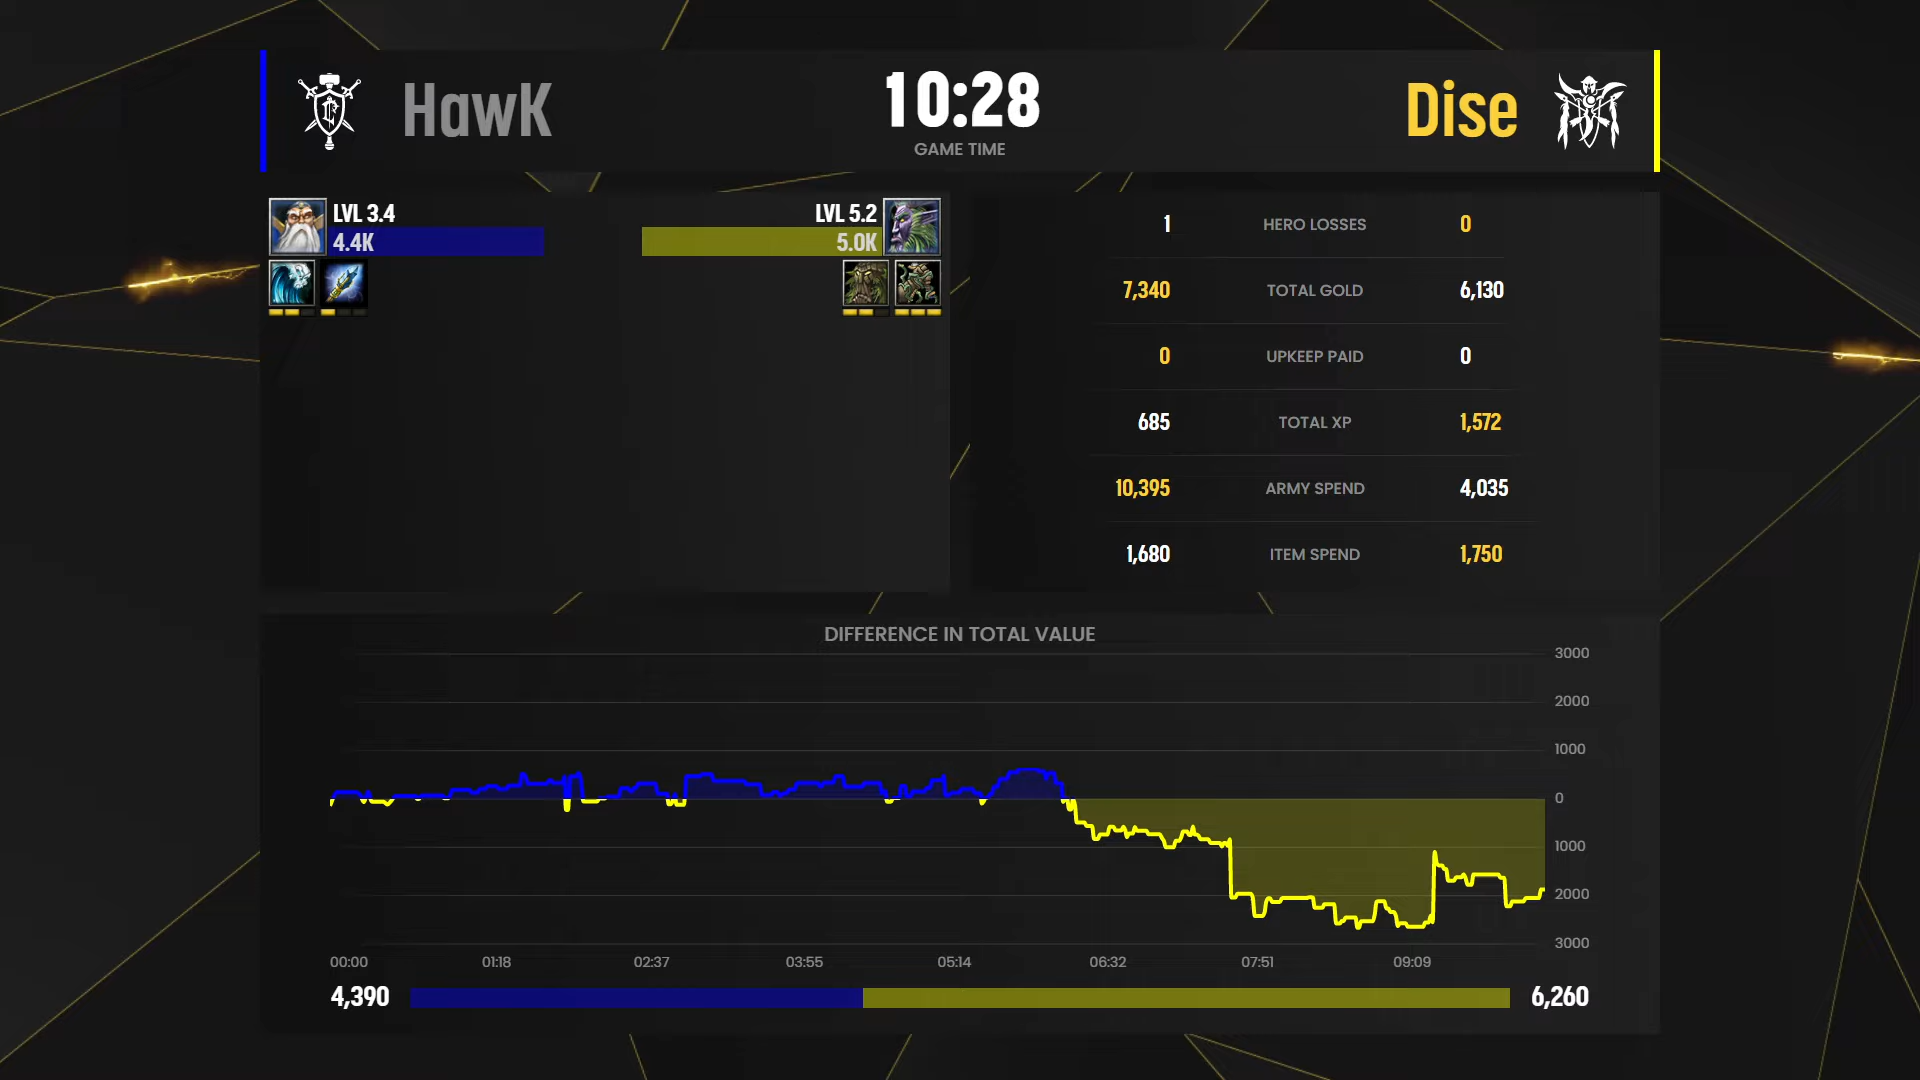 HawK
10:28
GAME TIME
Dise
LVL 3.4
4.4K
LVL 5.2
5.0K
1 HERO LOSSES 0
7,340 TOTAL GOLD 6,130
0 UPKEEP PAID 0
685 TOTAL XP 1,572
10,395 ARMY SPEND 4,035
1,680 ITEM SPEND 1,750
DIFFERENCE IN TOTAL VALUE
3000
2000
1000
0
1000
2000
3000
00:00 01:18 02:37 03:55 05:14 06:32 07:51 09:09
4,390 6,260